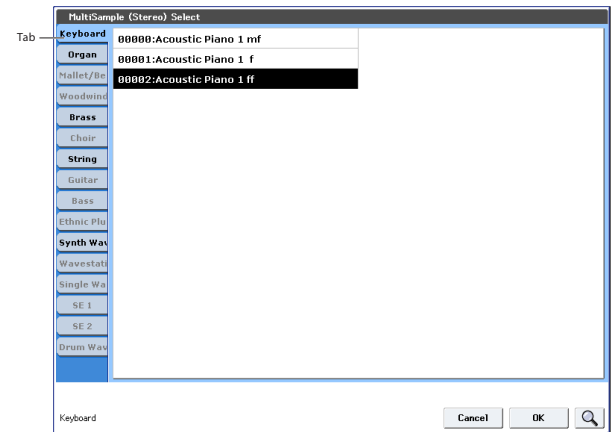 MultiSample (Stereo) Select
Tab
Keyboard
00000:Acoustic Piano 1 mf
Organ
00001:Acoustic Piano 1 f
Mallet/Be
00002:Acoustic Piano 1 ff
Woodwind
Brass
Choir
String
Guitar
Bass
Ethnic Plu
Synth Wav
Wavestati
Single Wa
SE 1
SE 2
Drum Wav
Keyboard
Cancel
OK